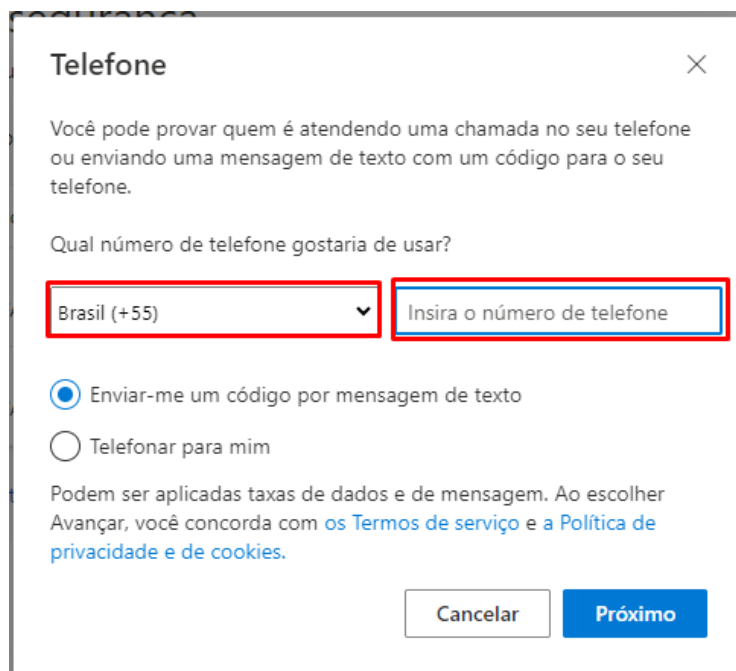 segurança
Telefone
Você pode provar quem é atendendo uma chamada no seu telefone
ou enviando uma mensagem de texto com um código para o seu
telefone.
Qual número de telefone gostaria de usar?
Brasil (+55)
Insira o número de telefone
Enviar-me um código por mensagem de texto
Telefonar para mim
Podem ser aplicadas taxas de dados e de mensagem. Ao escolher
Avançar, você concorda com os Termos de serviço e a Política de
privacidade e de cookies.
Cancelar
Próximo